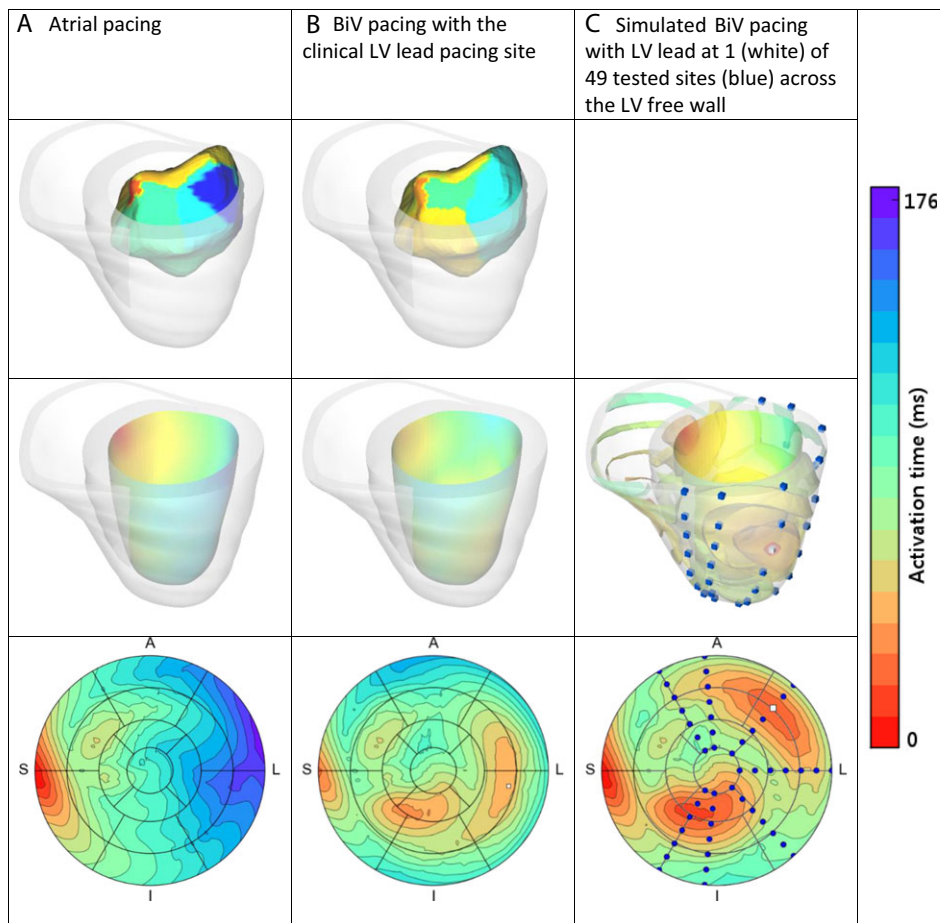 A Atrial pacing
B BiV pacing with the
clinical LV lead pacing site
C Simulated BiV pacing
with LV lead at 1 (white) of
49 tested sites (blue) across
the LV free wall
176
Activation time (ms)
0
A
S
L
I
A
S
L
I
A
S
L
I